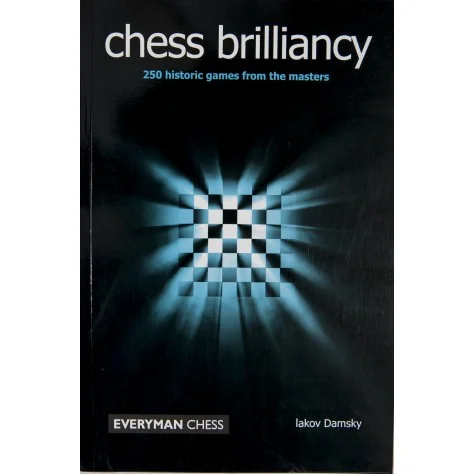 chess brilliancy
250 historic games from the masters
EVERYMAN CHESS
Iakov Damsky